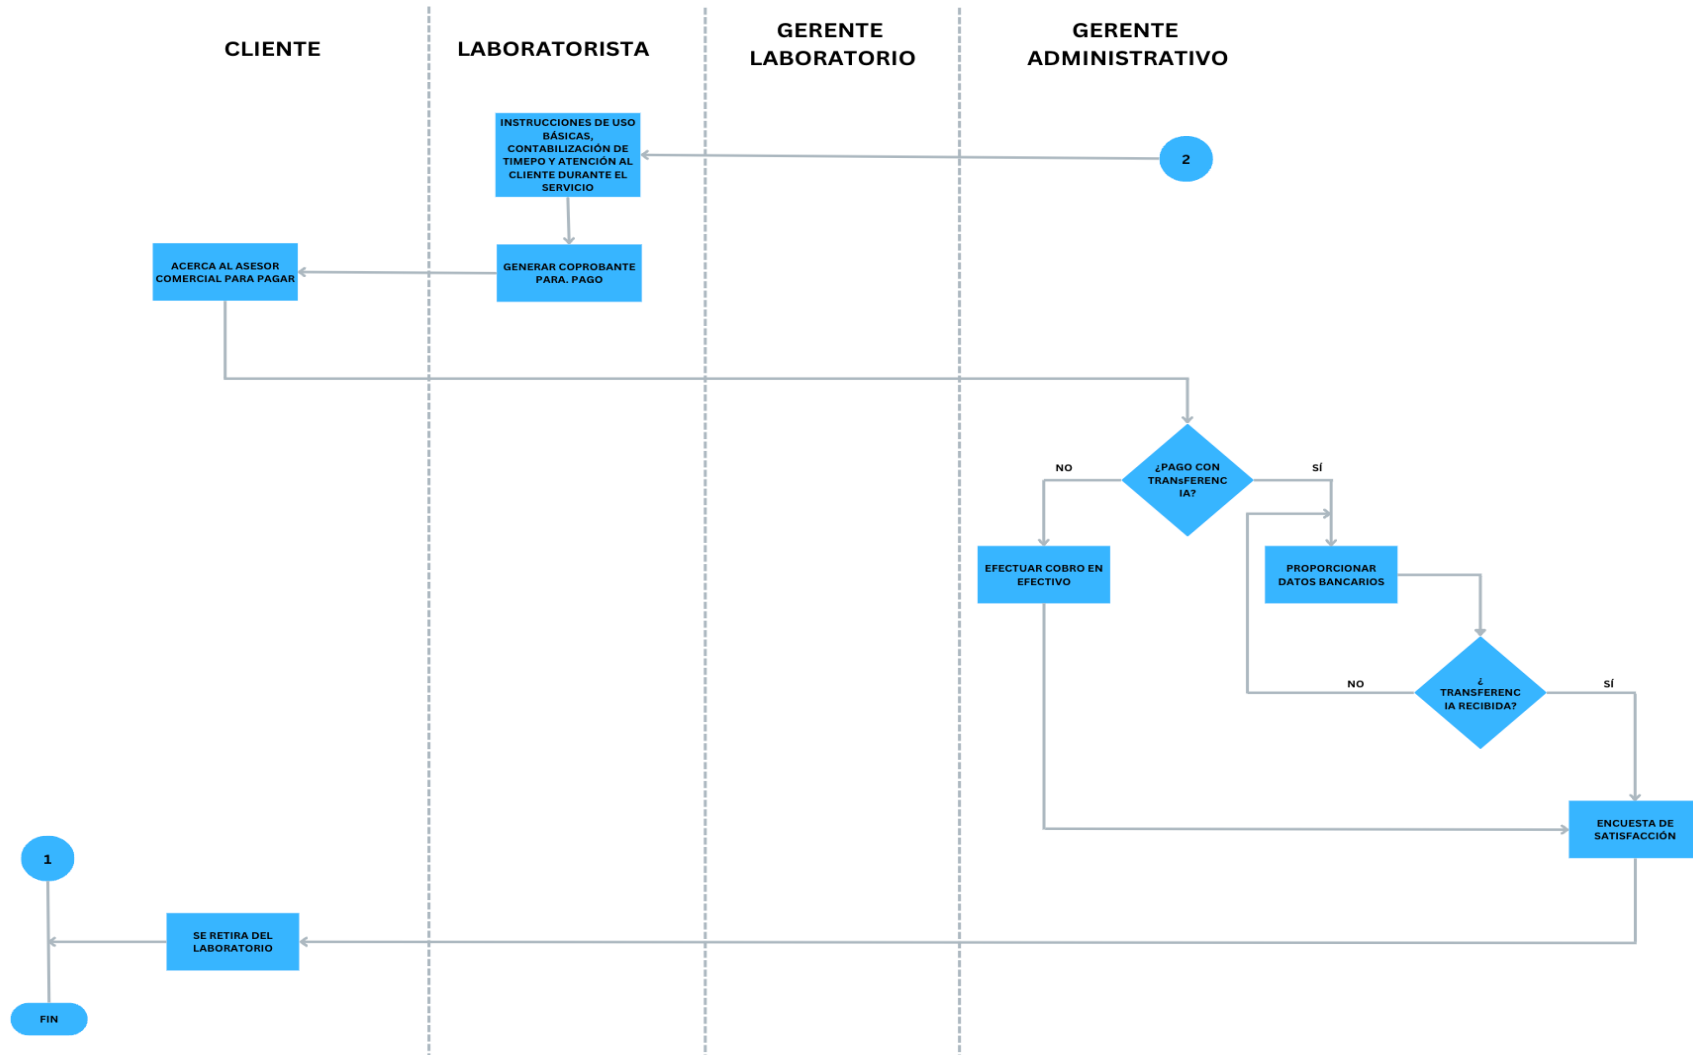 CLIENTE
LABORATORISTA
GERENTE
LABORATORIO
GERENTE
ADMINISTRATIVO
INSTRUCCIONES DE USO
BÁSICAS,
CONTABILIZACIÓN DE
TIMEPO Y ATENCIÓN AL
CLIENTE DURANTE EL
SERVICIO
2
ACERCA AL ASESOR
COMERCIAL PARA PAGAR
GENERAR COPROBANTE
PARA. PAGO
¿PAGO CON
TRANsFERENC
IA?
NO
SÍ
EFECTUAR COBRO EN
EFECTIVO
PROPORCIONAR
DATOS BANCARIOS
¿
TRANSFERENC
IA RECIBIDA?
NO
SÍ
ENCUESTA DE
SATISFACCIÓN
1
SE RETIRA DEL
LABORATORIO
FIN